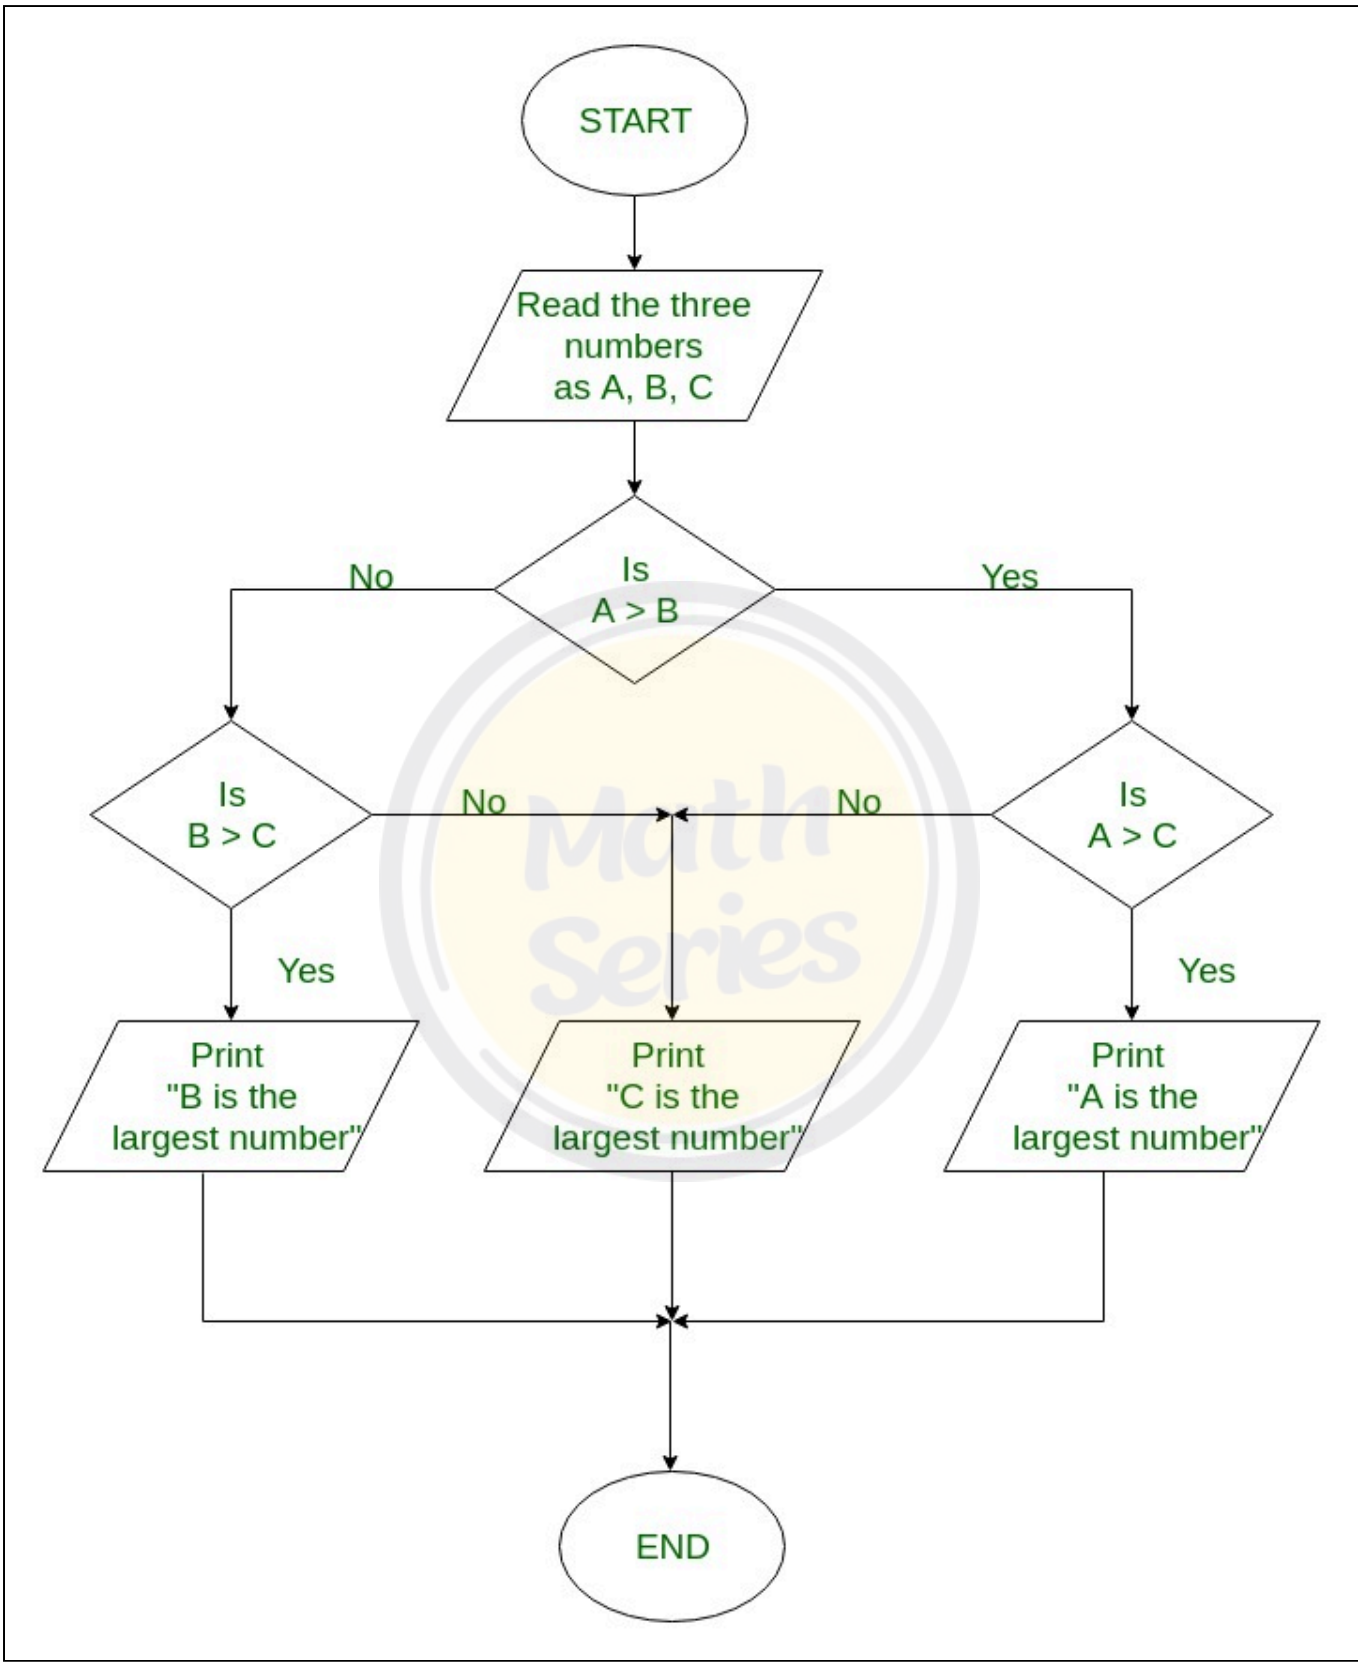 START
Read the three
numbers
as A, B, C
Is
A > B
No
Yes
Is
B > C
No
No
Is
A > C
Yes
Yes
Math
Series
Print
"B is the
largest number"
Print
"C is the
largest number"
Print
"A is the
largest number"
END